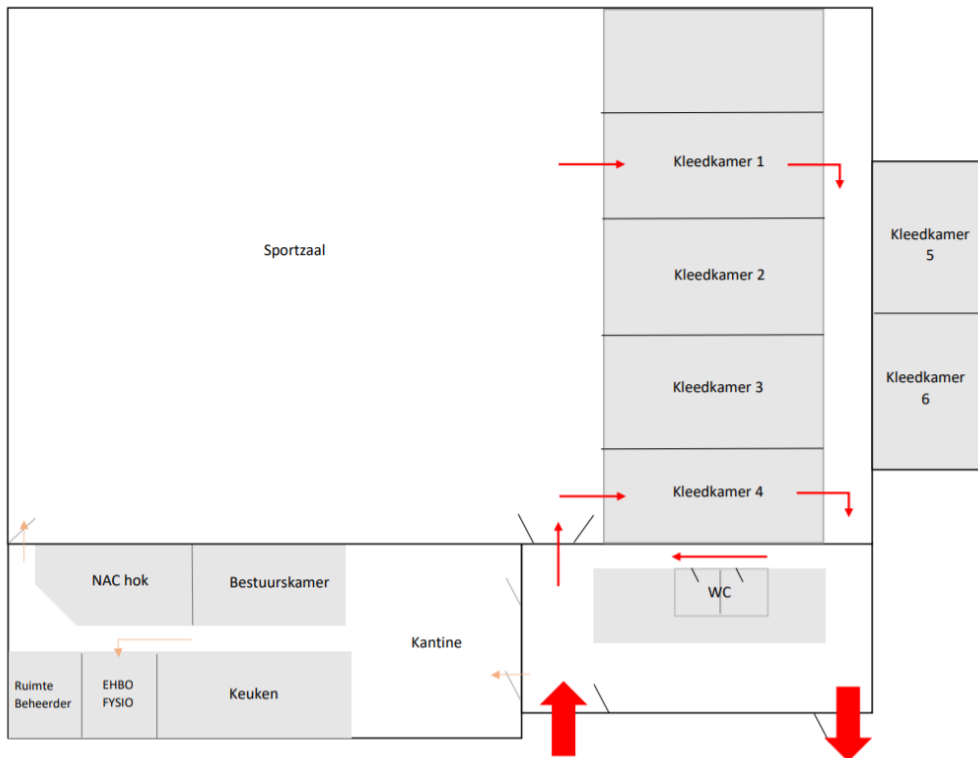 Kleedkamer 1
Kleedkamer
5
Sportzaal
Kleedkamer 2
Kleedkamer 3
Kleedkamer
6
Kleedkamer 4
NAC hok
Bestuurskamer
WC
Kantine
Ruimte
Beheerder
EHBO
FYSIO
Keuken